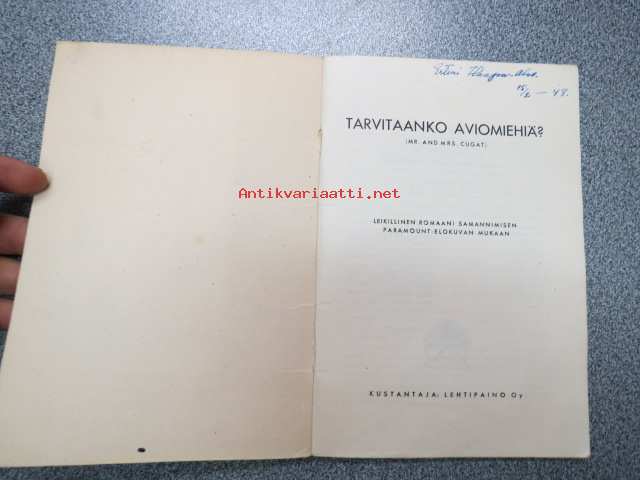 15/2 — 48.
TARVITAANKO AVIOMIEHIÄ?
(MR. AND MRS. CUGAT)
Antikvariaatti.net
LEIKILLINEN ROMAANI SAMANNIMISEN
PARAMOUNT-ELOKUVAN MUKAAN
KUSTANTAJA: LEHTIPAINO Oy